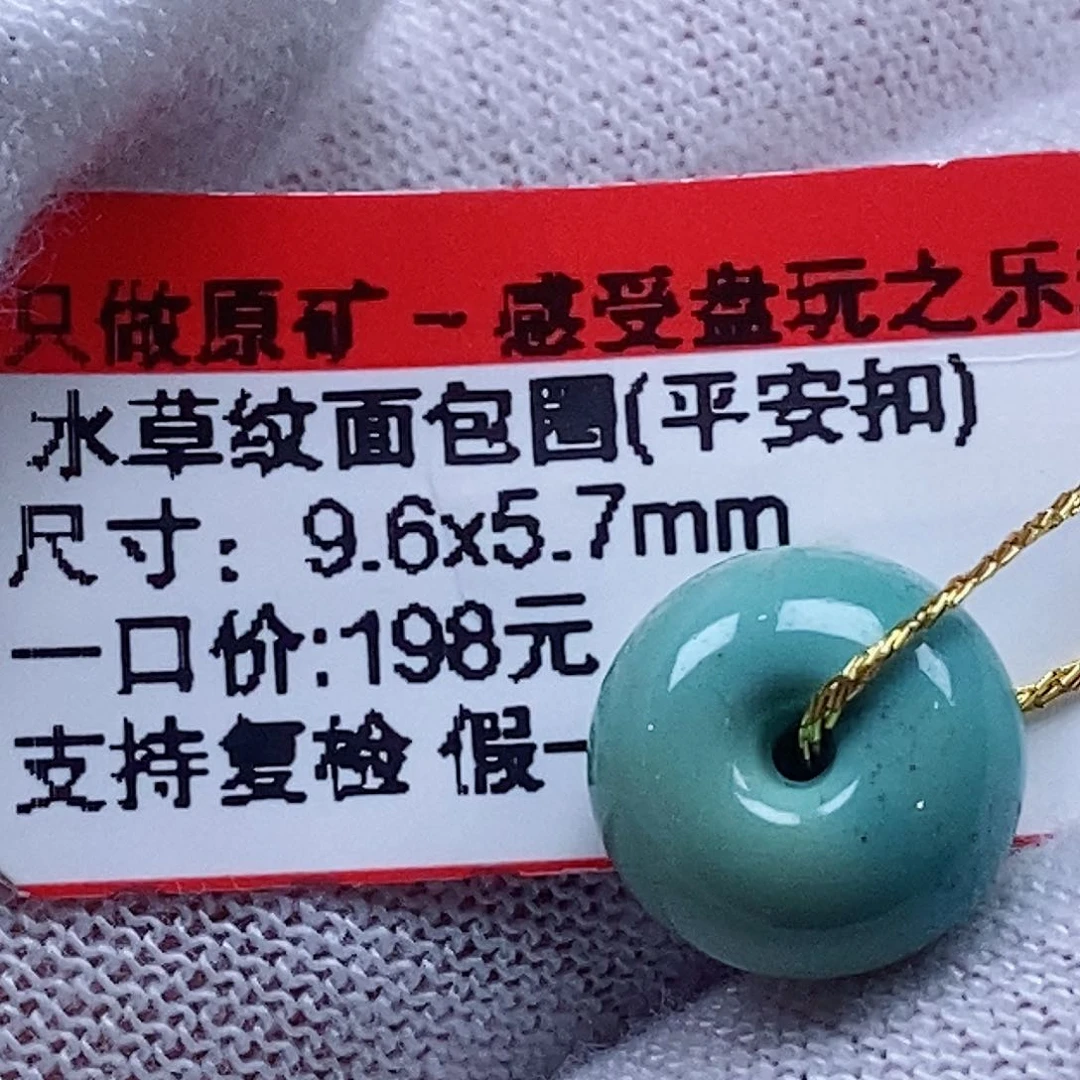 只做原矿-感受盘玩之乐
水草纹面包圈(平安扣)
尺寸：9.6x5.7mm
一口价:198元
支持复检 假一